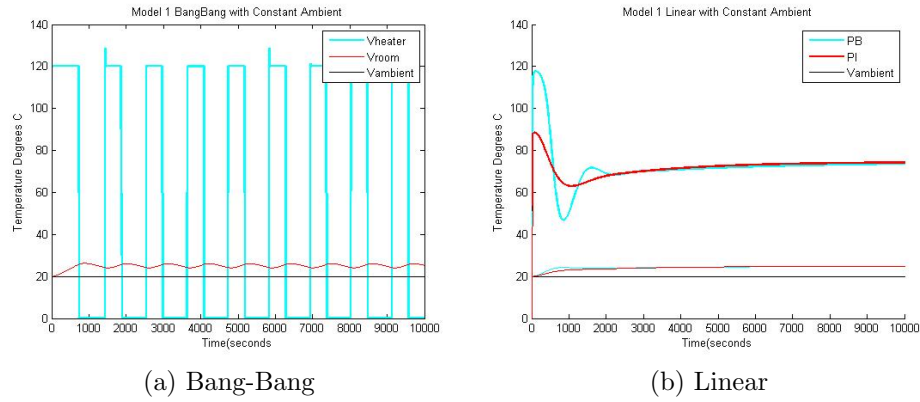 Model 1 BangBang with Constant Ambient
Vheater
Vroom
Vambient
Temperature Degrees C
140
120
100
80
60
40
20
0
0 1000 2000 3000 4000 5000 6000 7000 8000 9000 10000
Time(seconds
(a) Bang-Bang
Model 1 Linear with Constant Ambient
PB
PI
Vambient
Temperature Degrees C
140
120
100
80
60
40
20
0
0 1000 2000 3000 4000 5000 6000 7000 8000 9000 10000
Time(seconds
(b) Linear